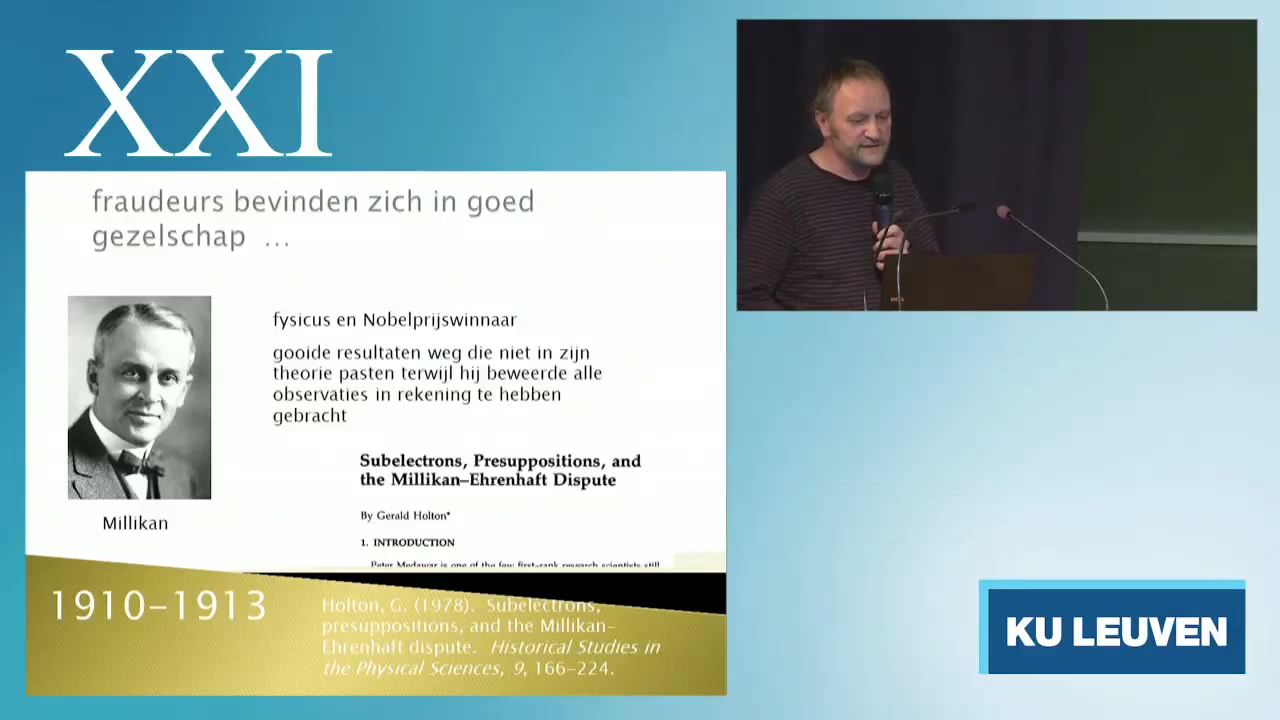 XXI
fraudeurs bevinden zich in goed
gezelschap ...
fysicus en Nobelprijswinnaar
gooide resultaten weg die niet in zijn
theorie pasten terwijl hij beweerde alle
observaties in rekening te hebben
gebracht
Subelectrons, Presuppositions, and
the Millikan–Ehrenhaft Dispute
By Gerald Holton*
1. INTRODUCTION
Peter Medawar is one of the few first-rank research scientists still
Millikan
1910–1913
Holton, G. (1978). Subelectrons,
presuppositions, and the Millikan–
Ehrenhaft dispute. Historical Studies in
the Physical Sciences, 9, 166–224.
KU LEUVEN